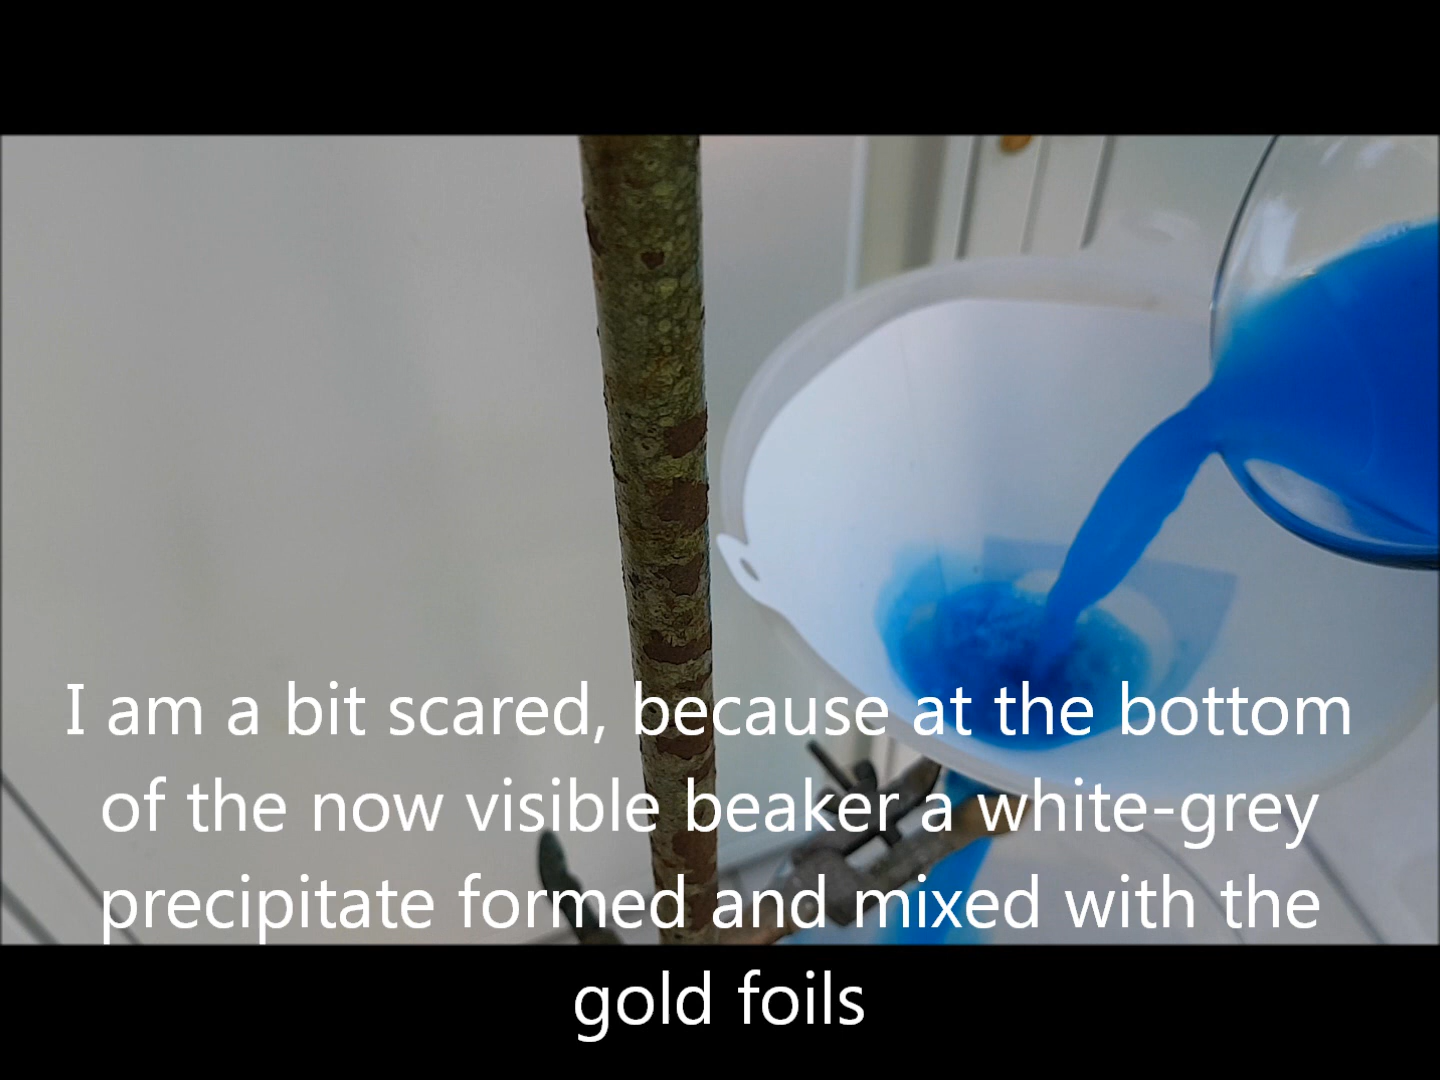 I am a bit scared, because at the bottom
of the now visible beaker a white-grey
precipitate formed and mixed with the
gold foils